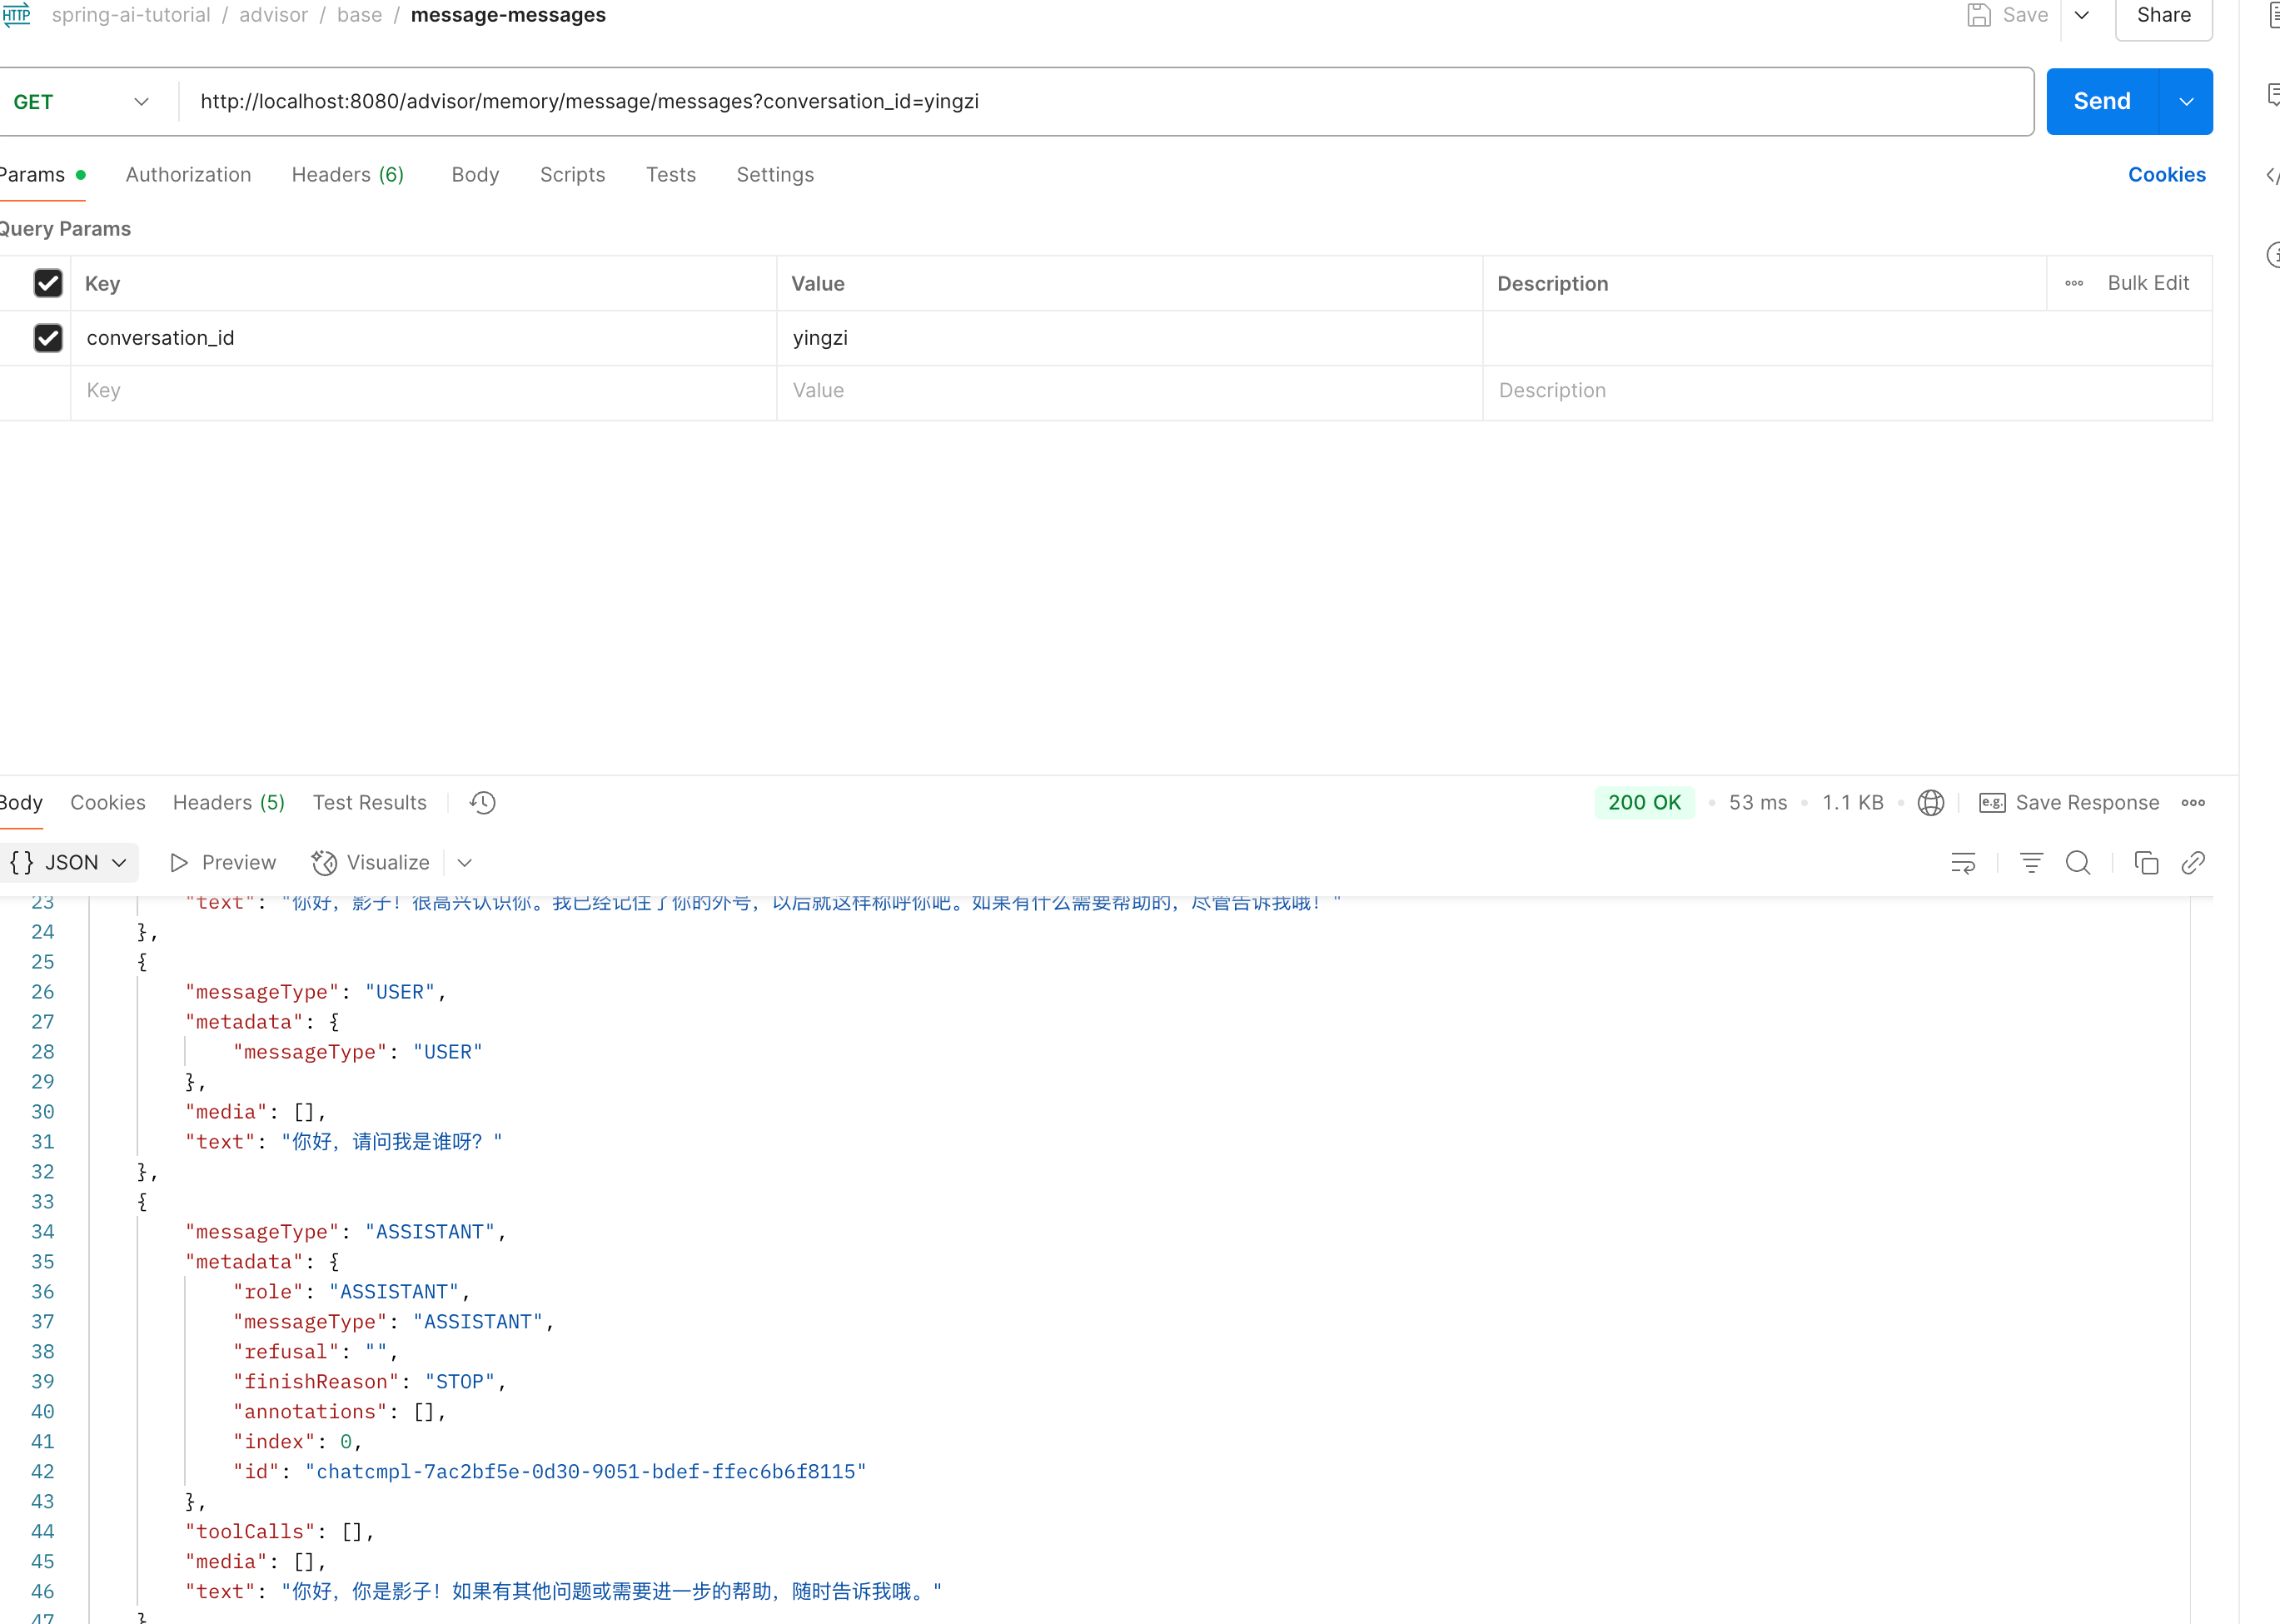 HTTP spring-ai-tutorial / advisor / base / message-messages Save Share
GET http://localhost:8080/advisor/memory/message/messages?conversation_id=yingzi Send
Params Authorization Headers (6) Body Scripts Tests Settings Cookies
Query Params
Key Value Description Bulk Edit
conversation_id yingzi
Key Value Description
Body Cookies Headers (5) Test Results 200 OK 53 ms 1.1 KB e.g. Save Response
{} JSON Preview Visualize
23 "text": "你好，影子！很高兴认识你。我已经记住了你的外号，以后就这样称呼你吧。如果有什么需要帮助的，尽管告诉我哦！"
24 },
25 {
26 "messageType": "USER",
27 "metadata": {
28 "messageType": "USER"
29 },
30 "media": [],
31 "text": "你好，请问我是谁呀？"
32 },
33 {
34 "messageType": "ASSISTANT",
35 "metadata": {
36 "role": "ASSISTANT",
37 "messageType": "ASSISTANT",
38 "refusal": "",
39 "finishReason": "STOP",
40 "annotations": [],
41 "index": 0,
42 "id": "chatcmpl-7ac2bf5e-0d30-9051-bdef-ffec6b6f8115"
43 },
44 "toolCalls": [],
45 "media": [],
46 "text": "你好，你是影子！如果有其他问题或需要进一步的帮助，随时告诉我哦。"
47 }